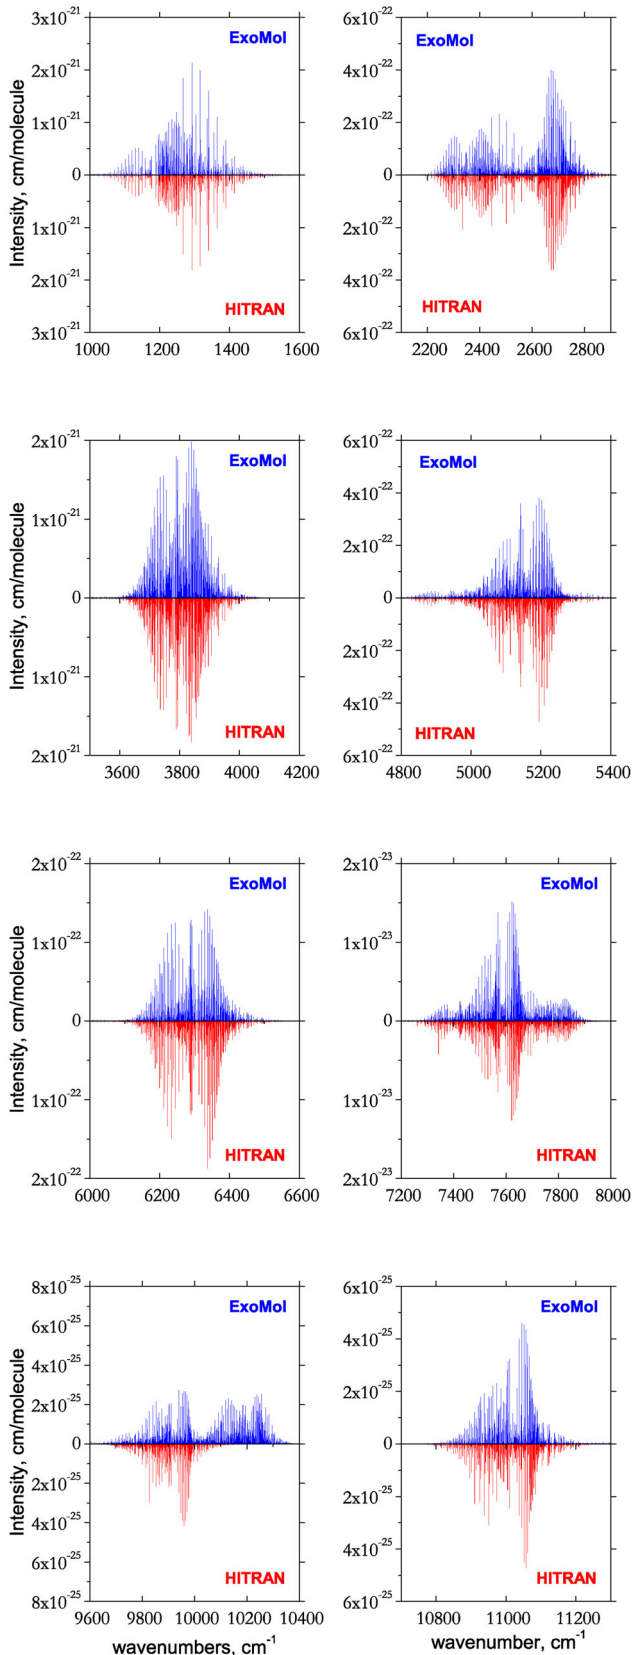 Intensity, cm/molecule
3x10⁻²¹
ExoMol
2x10⁻²¹
1x10⁻²¹
0
1x10⁻²¹
2x10⁻²¹
HITRAN
3x10⁻²¹
1000 1200 1400 1600
6x10⁻²²
ExoMol
4x10⁻²²
2x10⁻²²
0
2x10⁻²²
4x10⁻²²
HITRAN
6x10⁻²²
2200 2400 2600 2800
Intensity, cm/molecule
2x10⁻²¹
ExoMol
1x10⁻²¹
0
1x10⁻²¹
HITRAN
2x10⁻²¹
3600 3800 4000 4200
6x10⁻²²
ExoMol
4x10⁻²²
2x10⁻²²
0
2x10⁻²²
4x10⁻²²
HITRAN
6x10⁻²²
4800 5000 5200 5400
Intensity, cm/molecule
2x10⁻²²
ExoMol
1x10⁻²²
0
1x10⁻²²
HITRAN
2x10⁻²²
6000 6200 6400 6600
2x10⁻²³
ExoMol
1x10⁻²³
0
1x10⁻²³
HITRAN
2x10⁻²³
7200 7400 7600 7800 8000
Intensity, cm/molecule
8x10⁻²⁵
ExoMol
6x10⁻²⁵
4x10⁻²⁵
2x10⁻²⁵
0
2x10⁻²⁵
4x10⁻²⁵
6x10⁻²⁵
HITRAN
8x10⁻²⁵
9600 9800 10000 10200 10400
wavenumbers, cm⁻¹
6x10⁻²⁵
ExoMol
4x10⁻²⁵
2x10⁻²⁵
0
2x10⁻²⁵
4x10⁻²⁵
HITRAN
6x10⁻²⁵
10800 11000 11200
wavenumber, cm⁻¹